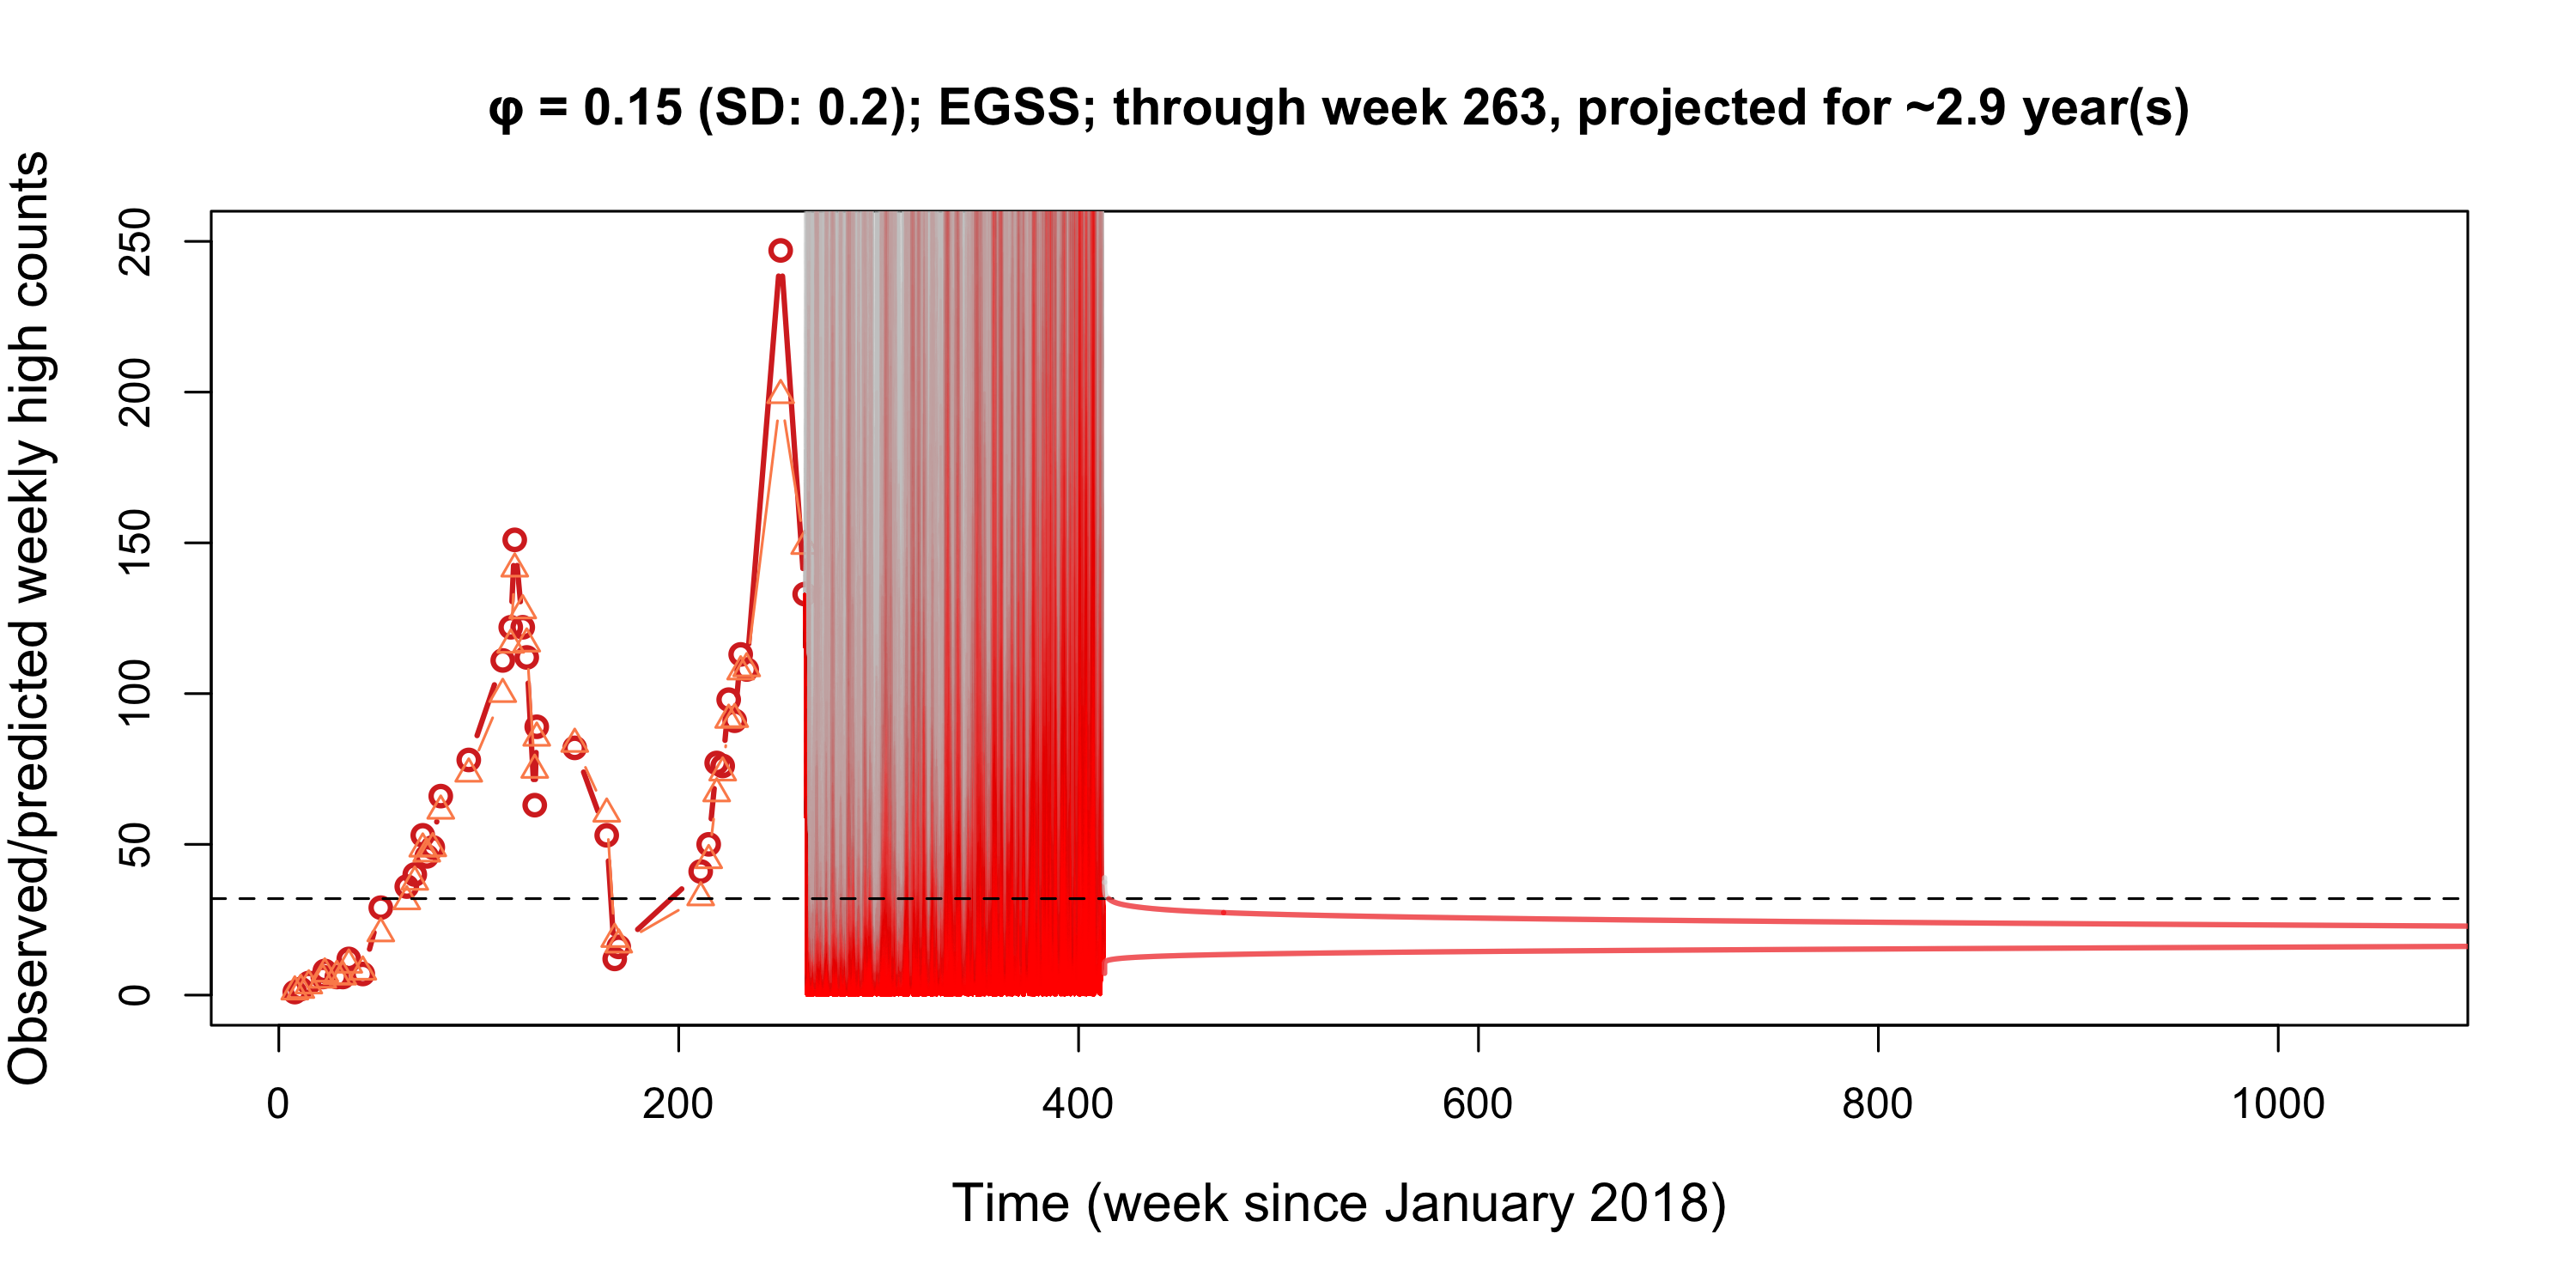 φ = 0.15 (SD: 0.2); EGSS; through week 263, projected for ~2.9 year(s)
Observed/predicted weekly high counts
250
200
150
100
50
0
0 200 400 600 800 1000
Time (week since January 2018)